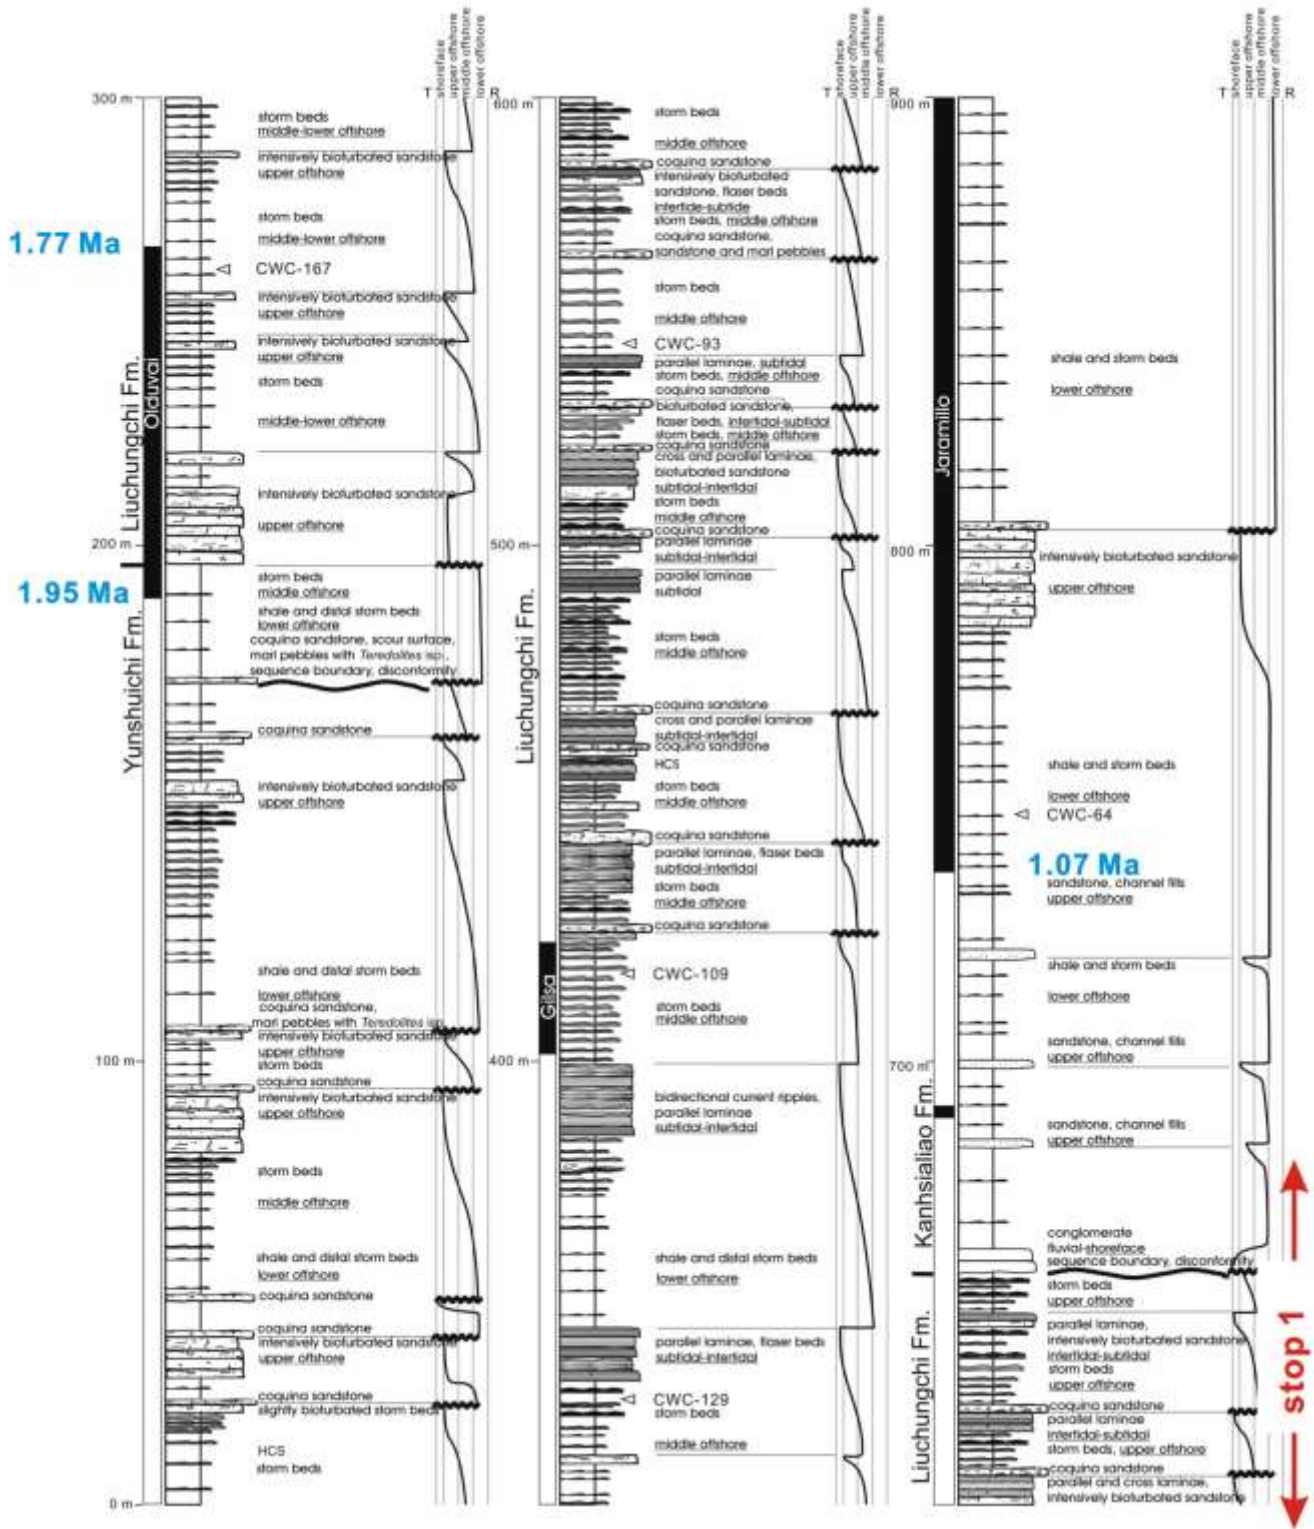 T shoreface upper offshore middle offshore lower offshore R
300 m
storm beds
middle-lower offshore
intensively bioturbated sandstone
upper offshore
storm beds
1.77 Ma
middle-lower offshore
CWC-167
intensively bioturbated sandstone
upper offshore
intensively bioturbated sandstone
upper offshore
storm beds
middle-lower offshore
Liuchungchi Fm.
Olduvai
intensively bioturbated sandstone
upper offshore
200 m
storm beds
middle offshore
1.95 Ma
shale and distal storm beds
lower offshore
coquina sandstone, scour surface,
marl pebbles with Teredolites isp.,
sequence boundary, disconformity
Yunshuichi Fm.
coquina sandstone
intensively bioturbated sandstone
upper offshore
shale and distal storm beds
lower offshore
coquina sandstone,
marl pebbles with Teredolites isp.
intensively bioturbated sandstone
upper offshore
100 m
storm beds
coquina sandstone
intensively bioturbated sandstone
upper offshore
storm beds
middle offshore
shale and distal storm beds
lower offshore
coquina sandstone
coquina sandstone
intensively bioturbated sandstone
upper offshore
coquina sandstone
slightly bioturbated storm beds
HCS
storm beds
0 m
T shoreface upper offshore middle offshore lower offshore R
600 m
storm beds
middle offshore
coquina sandstone
intensively bioturbated
sandstone, flaser beds
intertide-subtide
storm beds, middle offshore
coquina sandstone,
sandstone and marl pebbles
storm beds
middle offshore
CWC-93
parallel laminae, subtidal
storm beds, middle offshore
coquina sandstone
bioturbated sandstone,
flaser beds, intertidal-subtidal
storm beds, middle offshore
coquina sandstone
cross and parallel laminae,
bioturbated sandstone
subtidal-intertidal
storm beds
middle offshore
coquina sandstone
500 m
parallel laminae
subtidal-intertidal
parallel laminae
subtidal
Liuchungchi Fm.
storm beds
middle offshore
coquina sandstone
cross and parallel laminae
subtidal-intertidal
coquina sandstone
HCS
storm beds
middle offshore
coquina sandstone
parallel laminae, flaser beds
subtidal-intertidal
storm beds
middle offshore
coquina sandstone
Gilsa
CWC-109
storm beds
middle offshore
400 m
bidirectional current ripples,
parallel laminae
subtidal-intertidal
shale and distal storm beds
lower offshore
parallel laminae, flaser beds
subtidal-intertidal
CWC-129
storm beds
middle offshore
T shoreface upper offshore middle offshore lower offshore R
900 m
shale and storm beds
lower offshore
Jaramillo
800 m
intensively bioturbated sandstone
upper offshore
shale and storm beds
lower offshore
CWC-64
1.07 Ma
sandstone, channel fills
upper offshore
shale and storm beds
lower offshore
sandstone, channel fills
upper offshore
700 m
sandstone, channel fills
upper offshore
Kanhsialiao Fm.
conglomerate
fluvial-shoreface
sequence boundary, disconformity
storm beds
upper offshore
parallel laminae,
intensively bioturbated sandstone
intertidal-subtidal
storm beds
upper offshore
coquina sandstone
parallel laminae
intertidal-subtidal
storm beds, upper offshore
coquina sandstone
parallel and cross laminae,
intensively bioturbated sandstone
Liuchungchi Fm.
stop 1